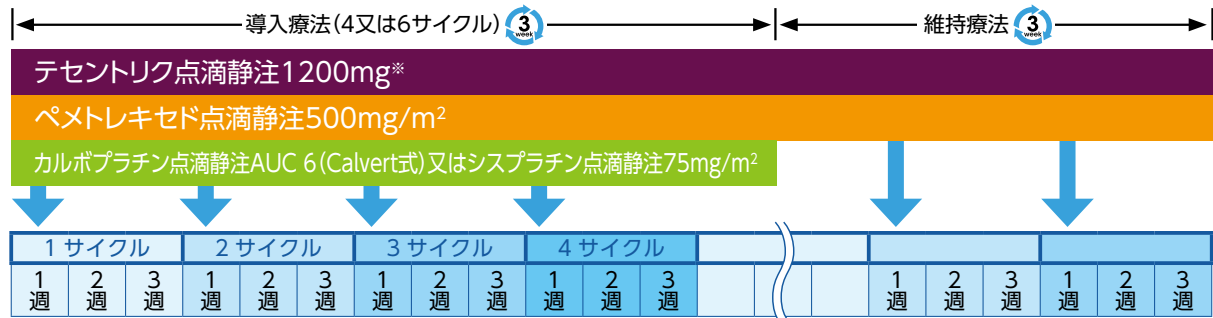 導入療法(4又は6サイクル) 3 week 維持療法 3 week
テセントリク点滴静注1200mg※
ペメトレキセド点滴静注500mg/m²
カルボプラチン点滴静注AUC 6(Calvert式)又はシスプラチン点滴静注75mg/m²
1 サイクル 2 サイクル 3 サイクル 4 サイクル
1週 2週 3週 1週 2週 3週 1週 2週 3週 1週 2週 3週 1週 2週 3週 1週 2週 3週